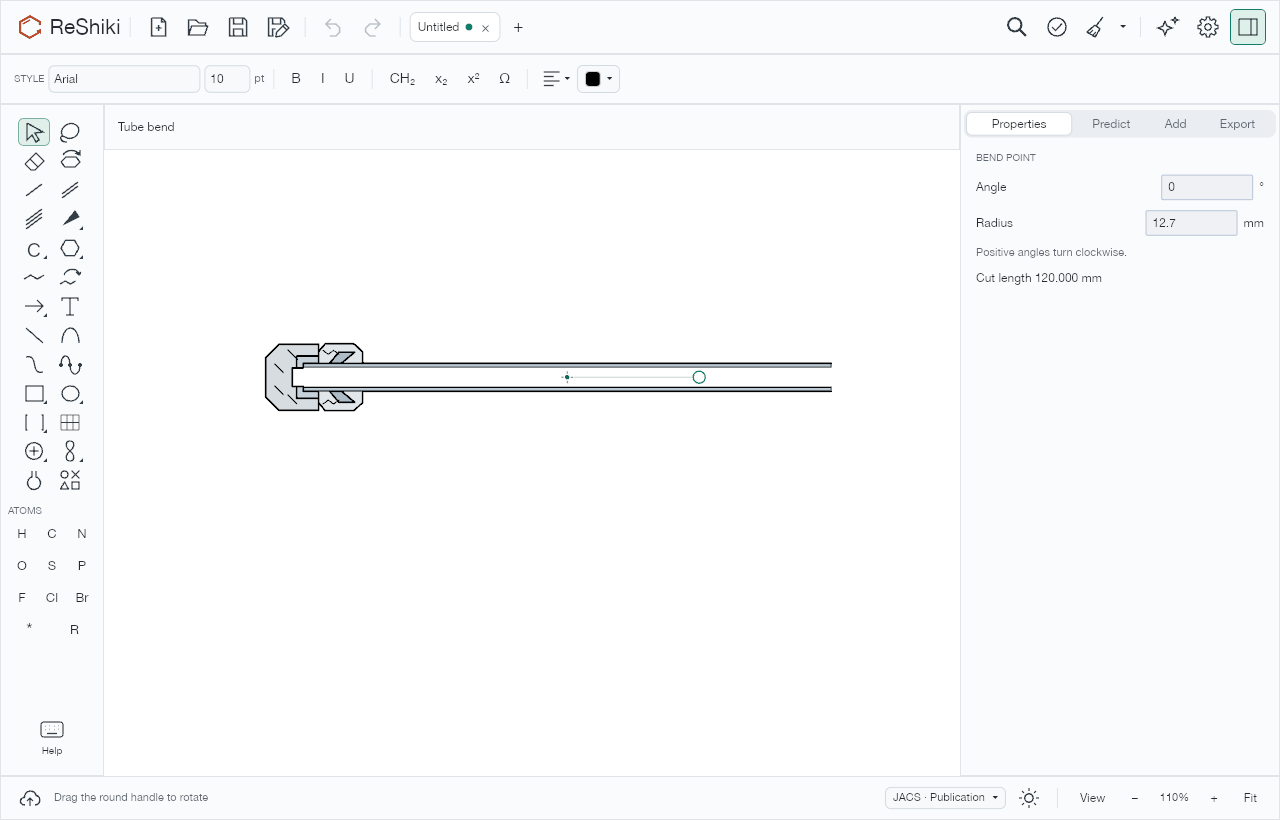 ReShiki
Untitled
STYLE Arial 10 pt B I U CH₂ x₂ x² Ω
Tube bend
Properties Predict Add Export
BEND POINT
Angle 0 °
Radius 12.7 mm
Positive angles turn clockwise.
Cut length 120.000 mm
C
T
ATOMS
H C N
O S P
F Cl Br
* R
Help
Drag the round handle to rotate
JACS · Publication
View − 110% + Fit